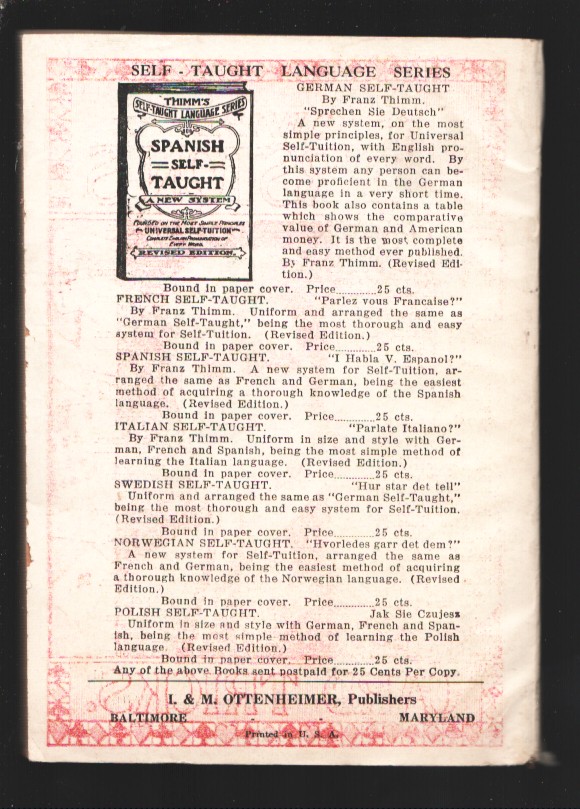 SELF - TAUGHT LANGUAGE SERIES
THIMM'S
SELF-TAUGHT LANGUAGE SERIES
SPANISH
SELF-
TAUGHT
A NEW SYSTEM
FOUNDED ON THE MOST SIMPLE PRINCIPLES
UNIVERSAL SELF-TUITION
COMPLETE ENGLISH PRONUNCIATION OF
EVERY WORD.
REVISED EDITION.
GERMAN SELF-TAUGHT
By Franz Thimm.
"Sprechen Sie Deutsch"
A new system, on the most
simple principles, for Universal
Self-Tuition, with English pro-
nunciation of every word. By
this system any person can be-
come proficient in the German
language in a very short time.
This book also contains a table
which shows the comparative
value of German and American
money. It is the most complete
and easy method ever published.
By Franz Thimm. (Revised Edi-
tion.)
Bound in paper cover. Price.............25 cts.
FRENCH SELF-TAUGHT. "Parlez vous Francaise?"
By Franz Thimm. Uniform and arranged the same as
"German Self-Taught," being the most thorough and easy
system for Self-Tuition. (Revised Edition.)
Bound in paper cover. Price.............25 cts.
SPANISH SELF-TAUGHT. "I Habla V. Espanol?"
By Franz Thimm. A new system for Self-Tuition, ar-
ranged the same as French and German, being the easiest
method of acquiring a thorough knowledge of the Spanish
language. (Revised Edition.)
Bound in paper cover. Price.............25 cts.
ITALIAN SELF-TAUGHT. "Parlate Italiano?"
By Franz Thimm. Uniform in size and style with Ger-
man, French and Spanish, being the most simple method of
learning the Italian language. (Revised Edition.)
Bound in paper cover. Price.............25 cts.
SWEDISH SELF-TAUGHT. "Hur star det tell"
Uniform and arranged the same as "German Self-Taught,"
being the most thorough and easy system for Self-Tuition.
(Revised Edition.)
Bound in paper cover. Price.............25 cts.
NORWEGIAN SELF-TAUGHT. "Hvorledes garr det dem?"
A new system for Self-Tuition, arranged the same as
French and German, being the easiest method of acquiring
a thorough knowledge of the Norwegian language. (Revised
Edition.)
Bound in paper cover. Price.............25 cts.
POLISH SELF-TAUGHT. Jak Sie Czujesz
Uniform in size and style with German, French and Span-
ish, being the most simple method of learning the Polish
language. (Revised Edition.)
Bound in paper cover. Price.............25 cts.
Any of the above Books sent postpaid for 25 Cents Per Copy.
I. & M. OTTENHEIMER, Publishers
BALTIMORE - - MARYLAND
Printed in U. S. A.